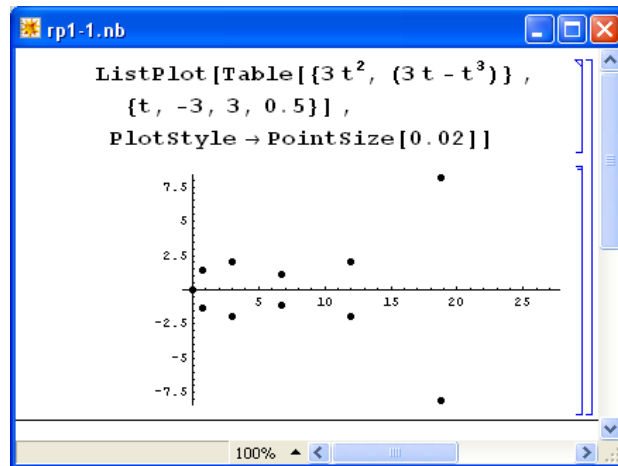 rp1-1.nb
ListPlot[Table[{3 t², (3 t - t³)} ,
{t, -3, 3, 0.5}] ,
PlotStyle → PointSize[0.02]]
7.5
5
2.5
5 10 15 20 25
-2.5
-5
-7.5
100%